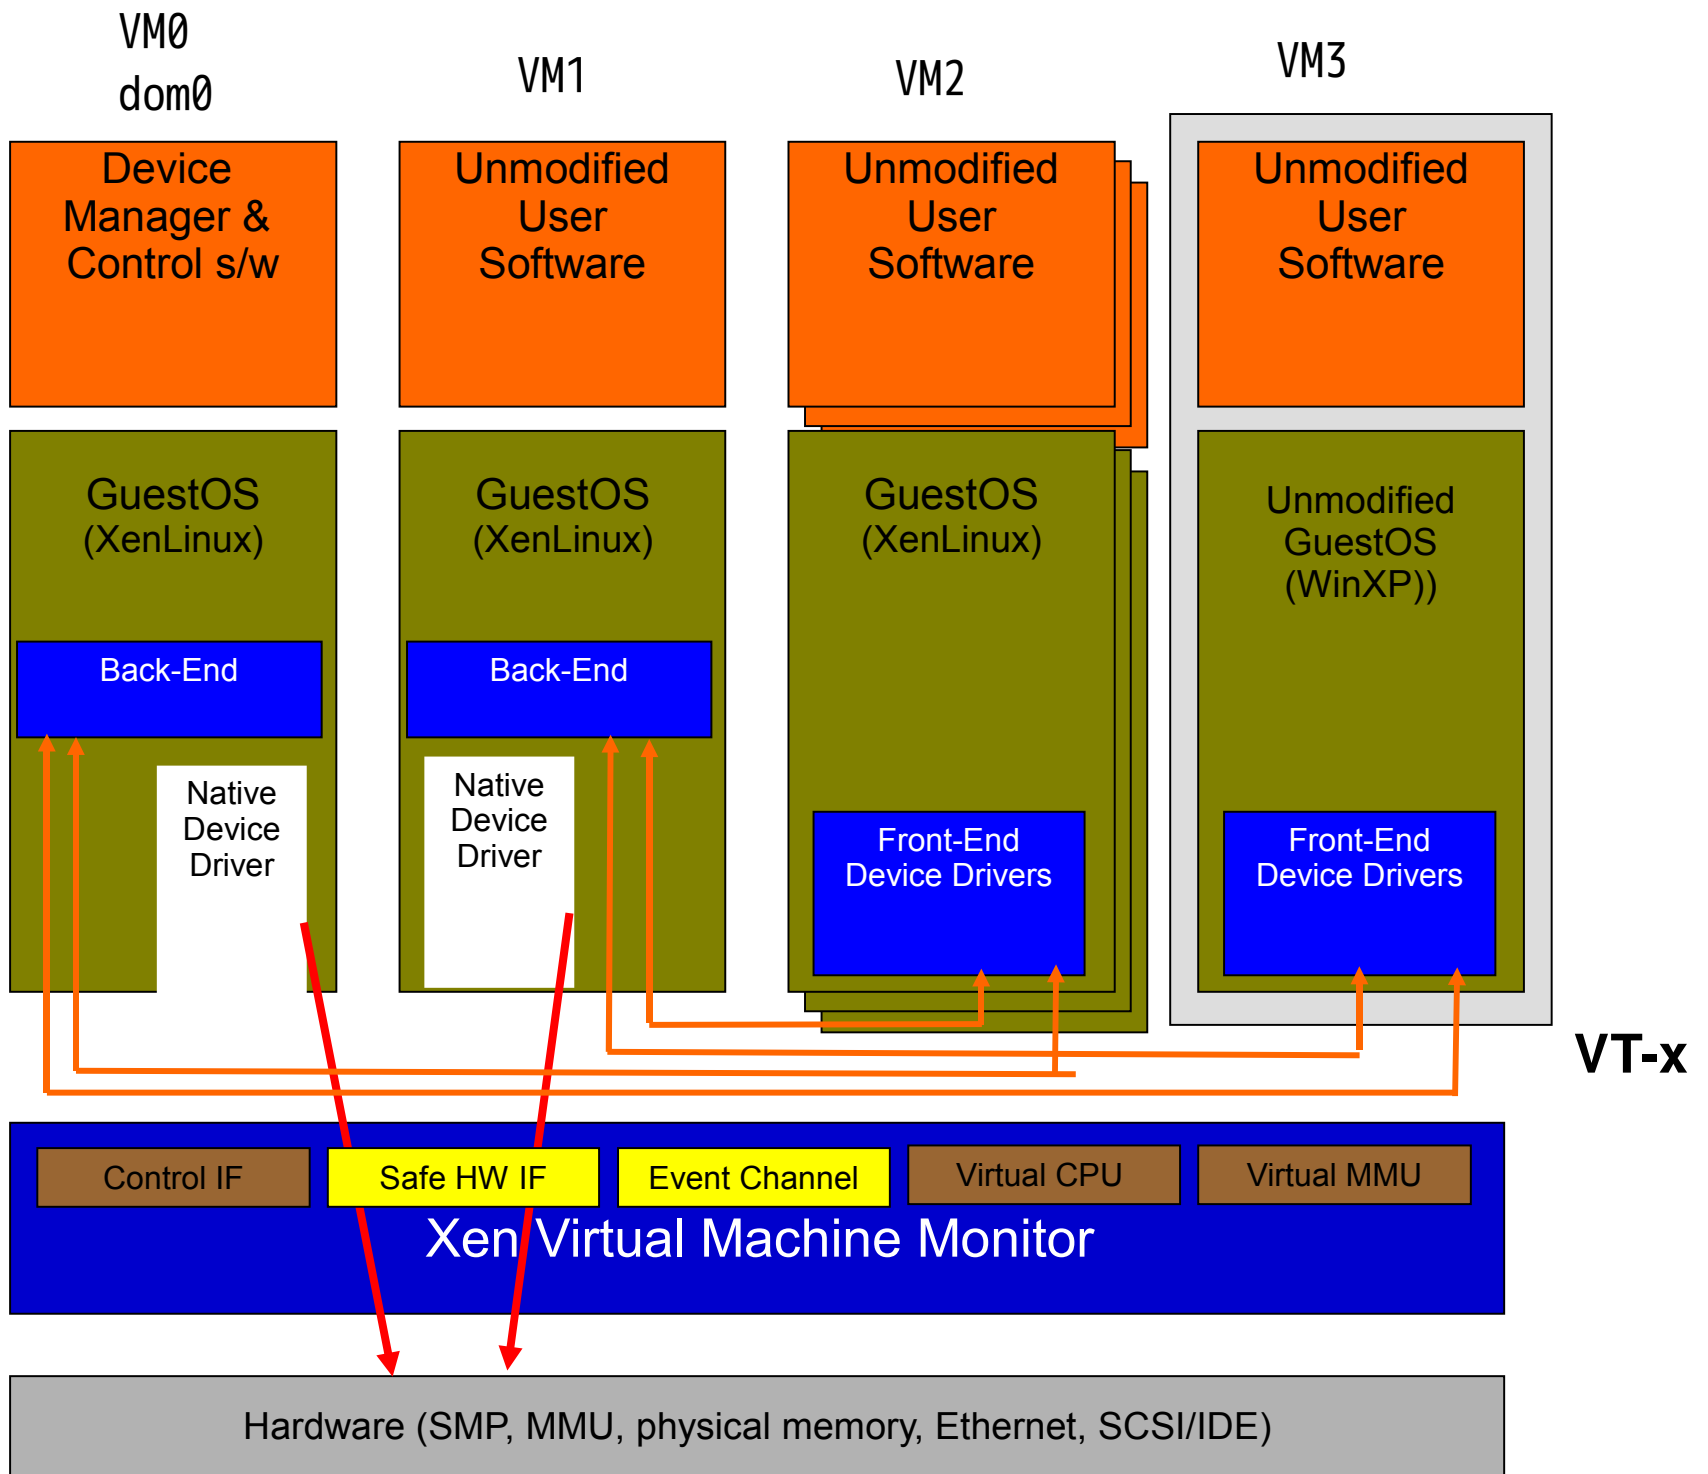 VM0
dom0
VM1
VM2
VM3
Device
Manager &
Control s/w
Unmodified
User
Software
Unmodified
User
Software
Unmodified
User
Software
GuestOS
(XenLinux)
GuestOS
(XenLinux)
GuestOS
(XenLinux)
Unmodified
GuestOS
(WinXP))
Back-End
Back-End
Native
Device
Driver
Native
Device
Driver
Front-End
Device Drivers
Front-End
Device Drivers
VT-x
Control IF
Safe HW IF
Event Channel
Virtual CPU
Virtual MMU
Xen Virtual Machine Monitor
Hardware (SMP, MMU, physical memory, Ethernet, SCSI/IDE)